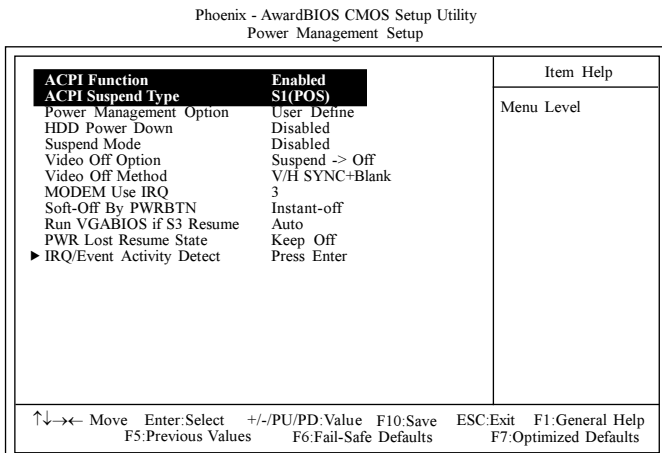 Phoenix - AwardBIOS CMOS Setup Utility
Power Management Setup
ACPI Function Enabled
ACPI Suspend Type S1(POS)
Power Management Option User Define
HDD Power Down Disabled
Suspend Mode Disabled
Video Off Option Suspend -> Off
Video Off Method V/H SYNC+Blank
MODEM Use IRQ 3
Soft-Off By PWRBTN Instant-off
Run VGABIOS if S3 Resume Auto
PWR Lost Resume State Keep Off
▶ IRQ/Event Activity Detect Press Enter
Item Help
Menu Level
↑↓→← Move Enter:Select +/-/PU/PD:Value F10:Save ESC:Exit F1:General Help
F5:Previous Values F6:Fail-Safe Defaults F7:Optimized Defaults